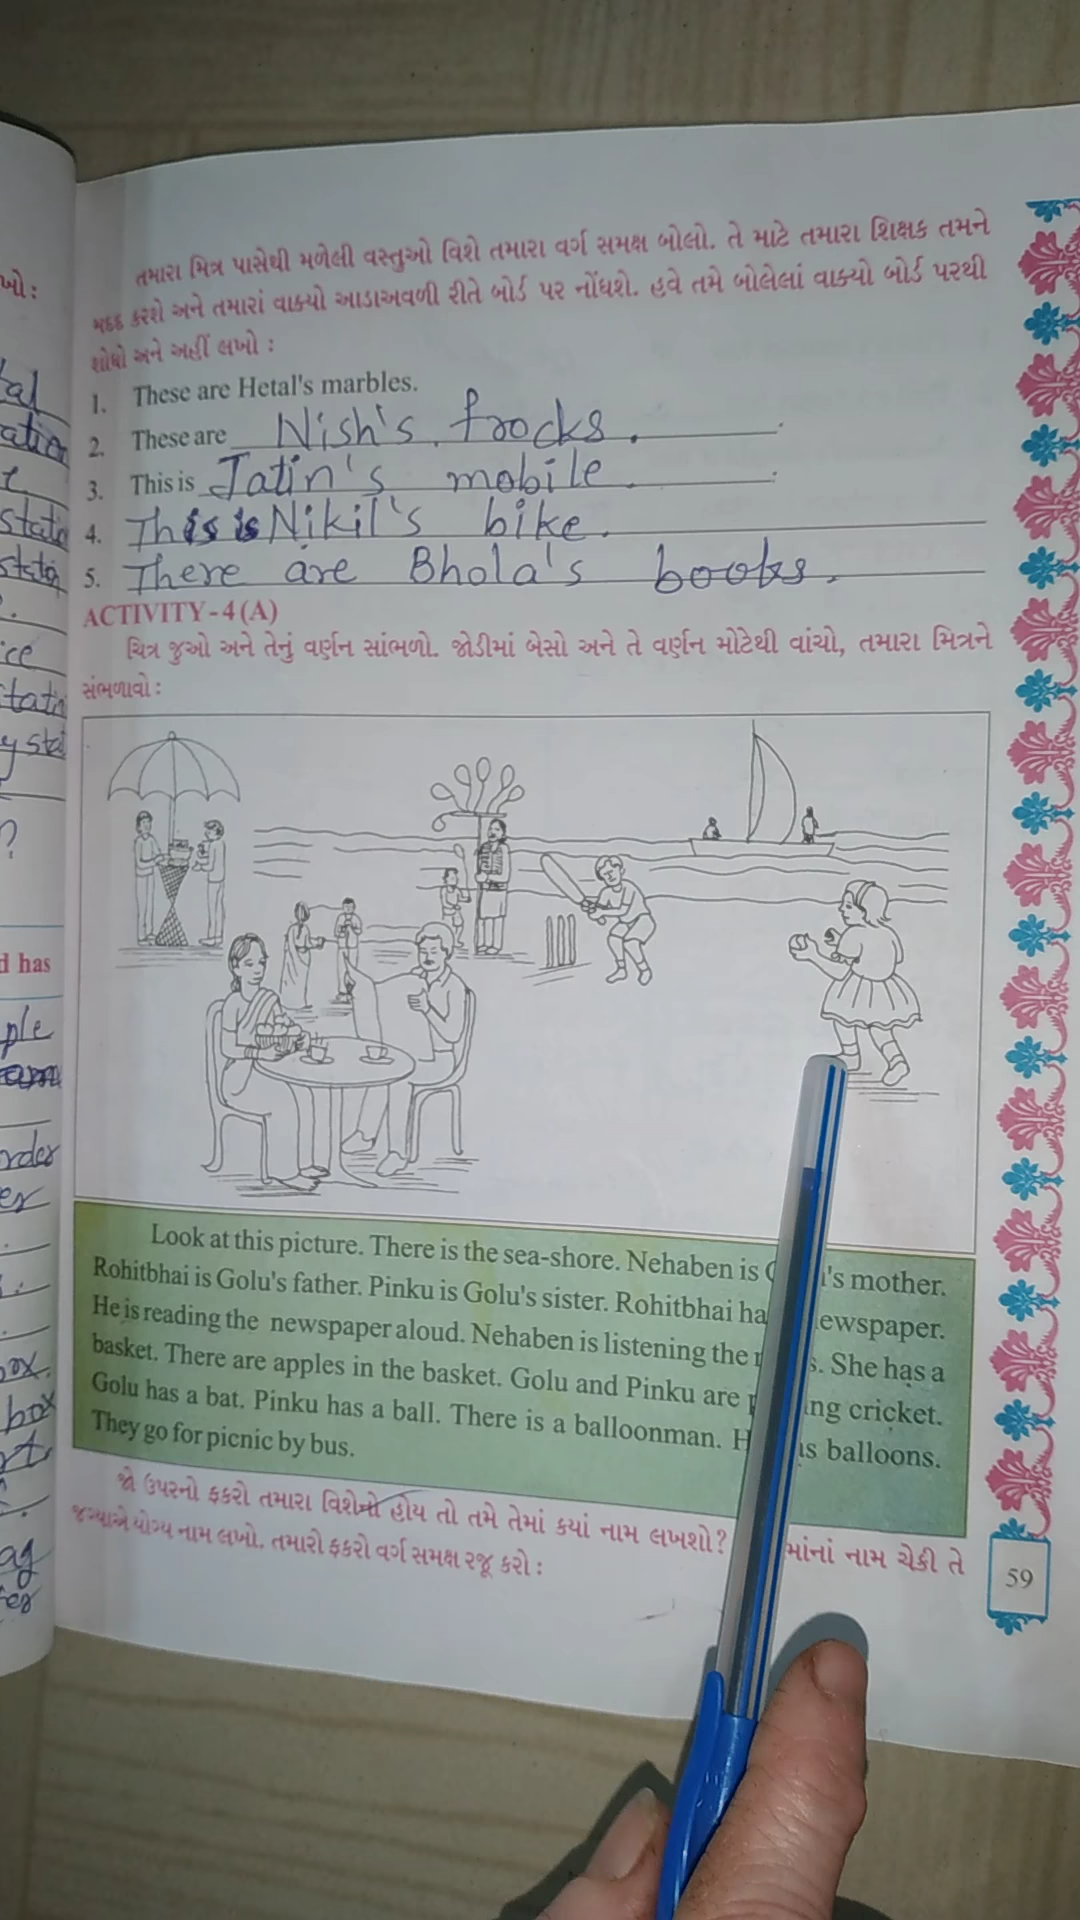 તમારા મિત્ર પાસેથી મળેલી વસ્તુઓ વિશે તમારા વર્ગ સમક્ષ બોલો. તે માટે તમારા શિક્ષક તમને
મદદ કરશે અને તમારાં વાક્યો આડાઅવળી રીતે બોર્ડ પર નોંધશે. હવે તમે બોલેલાં વાક્યો બોર્ડ પરથી
શોધો અને અહીં લખો :
1. These are Hetal's marbles.
2. These are Nish's frocks.
3. This is Jatin's mobile.
4. This is Nikil's bike.
5. There are Bhola's books.
ACTIVITY-4(A)
ચિત્ર જુઓ અને તેનું વર્ણન સાંભળો. જોડીમાં બેસો અને તે વર્ણન મોટેથી વાંચો, તમારા મિત્રને
સંભળાવો :
Look at this picture. There is the sea-shore. Nehaben is 's mother.
Rohitbhai is Golu's father. Pinku is Golu's sister. Rohitbhai ewspaper.
He is reading the newspaper aloud. Nehaben is listening the She has a
basket. There are apples in the basket. Golu and Pinku are ng cricket.
Golu has a bat. Pinku has a ball. There is a balloonman. balloons.
They go for picnic by bus.
જો ઉપરનો ફકરો તમારા વિશેનો હોય તો તમે તેમાં કયાં નામ લખશો? માંનાં નામ ચેકી તે
જગ્યાએ યોગ્ય નામ લખો. તમારો ફકરો વર્ગ સમક્ષ રજૂ કરો :
59
ખો :
d has
ple
box